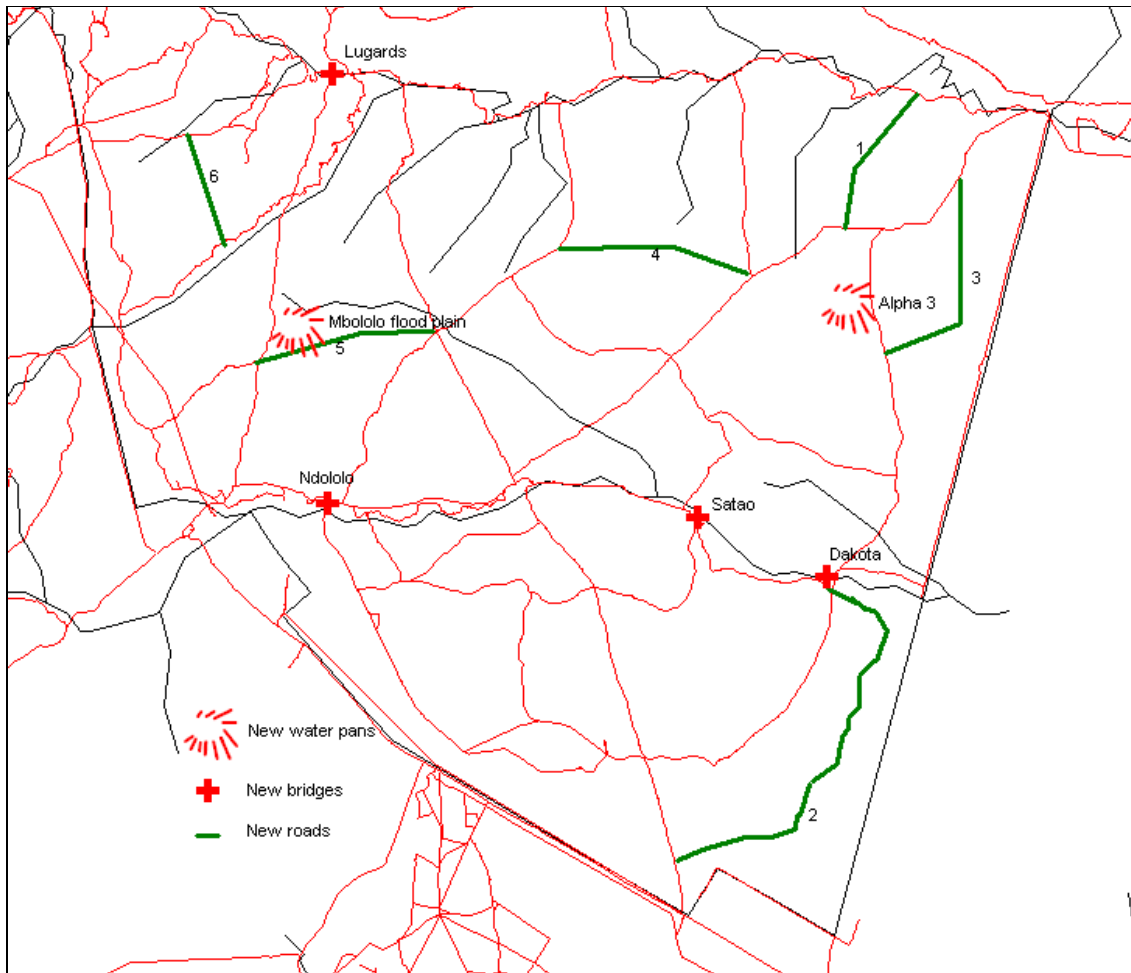 Lugards
1
6
4
3
Alpha 3
Mbololo flood plain
5
Ndololo
Satao
Dakota
New water pans
New bridges
2
New roads